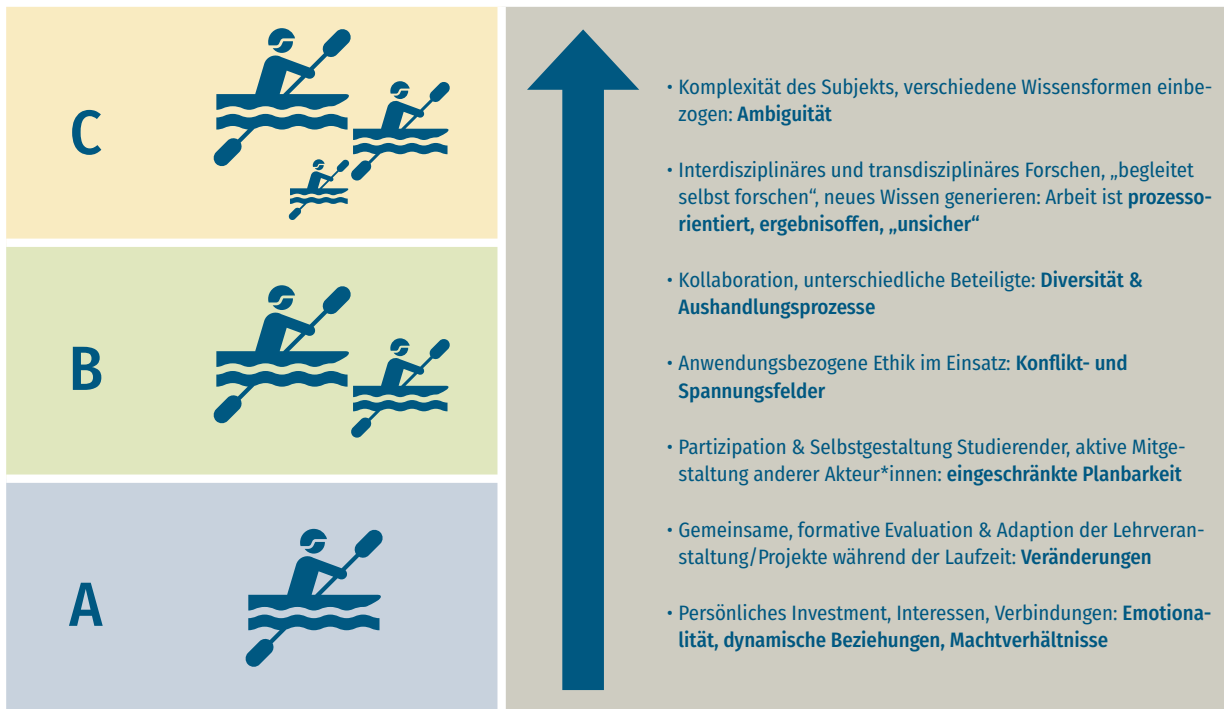 C
B
A
• Komplexität des Subjekts, verschiedene Wissensformen einbe-
zogen: Ambiguität
• Interdisziplinäres und transdisziplinäres Forschen, „begleitet
selbst forschen“, neues Wissen generieren: Arbeit ist prozesso-
rientiert, ergebnisoffen, „unsicher“
• Kollaboration, unterschiedliche Beteiligte: Diversität &
Aushandlungsprozesse
• Anwendungsbezogene Ethik im Einsatz: Konflikt- und
Spannungsfelder
• Partizipation & Selbstgestaltung Studierender, aktive Mitge-
staltung anderer Akteur*innen: eingeschränkte Planbarkeit
• Gemeinsame, formative Evaluation & Adaption der Lehrveran-
staltung/Projekte während der Laufzeit: Veränderungen
• Persönliches Investment, Interessen, Verbindungen: Emotiona-
lität, dynamische Beziehungen, Machtverhältnisse